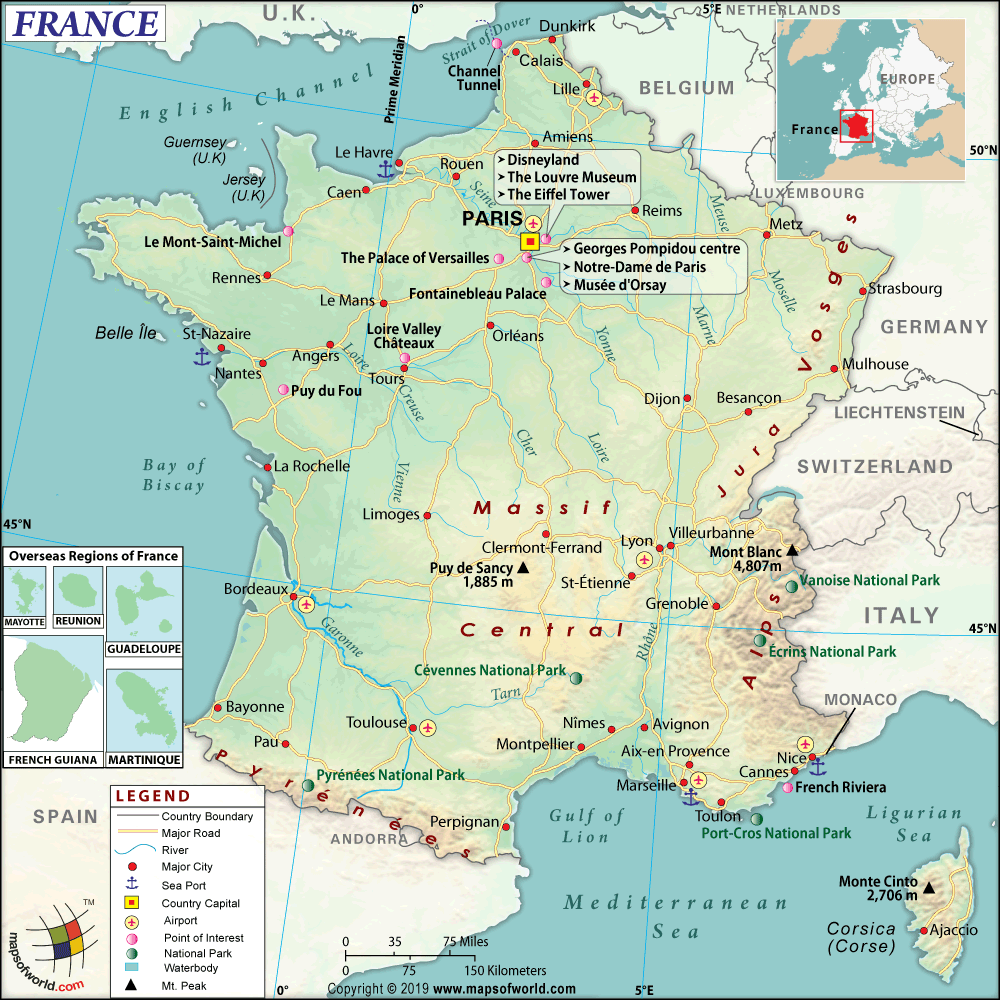 FRANCE
U.K.
0°
5°E
NETHERLANDS
Strait of Dover
Dunkirk
Calais
Channel
Tunnel
Lille
BELGIUM
EUROPE
France
English Channel
Prime Meridian
50°N
Guernsey
(U.K)
Jersey
(U.K)
Le Havre
Amiens
Rouen
Caen
Seine
➢ Disneyland
➢ The Louvre Museum
➢ The Eiffel Tower
LUXEMBOURG
Meuse
Reims
Metz
PARIS
Le Mont-Saint-Michel
The Palace of Versailles
➢ Georges Pompidou centre
➢ Notre-Dame de Paris
➢ Musée d'Orsay
Fontainebleau Palace
Rennes
Le Mans
Moselle
Vosges
Strasbourg
GERMANY
Belle Île
St-Nazaire
Angers
Loire Valley
Châteaux
Orléans
Yonne
Marne
Nantes
Loire
Tours
Puy du Fou
Creuse
Mulhouse
Dijon
Besançon
LIECHTENSTEIN
Cher
Loire
Jura
SWITZERLAND
Bay of
Biscay
La Rochelle
Vienne
Massif
45°N
Limoges
Clermont-Ferrand
Lyon
Villeurbanne
Mont Blanc
4,807m
Puy de Sancy
1,885 m
St-Étienne
Vanoise National Park
Overseas Regions of France
MAYOTTE
REUNION
GUADELOUPE
FRENCH GUIANA
MARTINIQUE
Bordeaux
Garonne
Grenoble
ITALY
45°N
Central
Rhône
Alps
Écrins National Park
Cévennes National Park
Tarn
MONACO
Bayonne
Toulouse
Nîmes
Avignon
Pau
Montpellier
Aix-en Provence
Nice
Cannes
Pyrénées
Pyrénées National Park
Marseille
French Riviera
SPAIN
ANDORRA
Perpignan
Gulf of
Lion
Toulon
Port-Cros National Park
Ligurian
Sea
LEGEND
Country Boundary
Major Road
River
Major City
Sea Port
Country Capital
Airport
Point of Interest
National Park
Waterbody
Mt. Peak
Mediterranean
Sea
Monte Cinto
2,706 m
Corsica
(Corse)
Ajaccio
TM
mapsofworld.com
0 35 75 Miles
0 75 150 Kilometers
Copyright © 2019 www.mapsofworld.com
0°
5°E